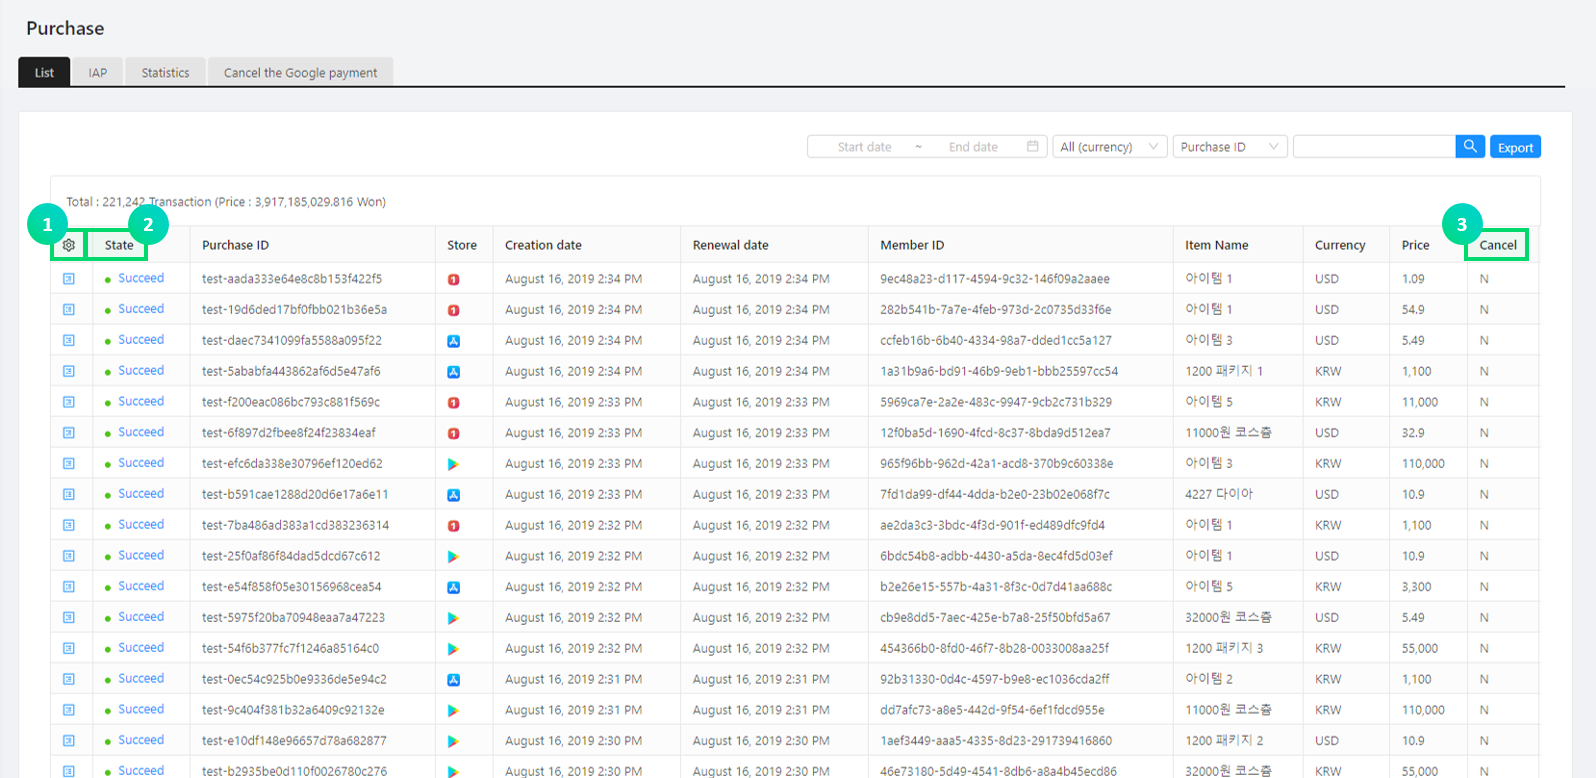 Purchase
List IAP Statistics Cancel the Google payment
Start date ~ End date All (currency) Purchase ID Export
Total : 221,242 Transaction (Price : 3,917,185,029.816 Won)
1 2 3
State Purchase ID Store Creation date Renewal date Member ID Item Name Currency Price Cancel
Succeed test-aada333e64e8c8b153f422f5 1 August 16, 2019 2:34 PM August 16, 2019 2:34 PM 9ec48a23-d117-4594-9c32-146f09a2aaee 아이템 1 USD 1.09 N
Succeed test-19d6ded17bf0fbb021b36e5a 1 August 16, 2019 2:34 PM August 16, 2019 2:34 PM 282b541b-7a7e-4feb-973d-2c0735d33f6e 아이템 1 USD 54.9 N
Succeed test-daec7341099fa5588a095f22 August 16, 2019 2:34 PM August 16, 2019 2:34 PM ccfeb16b-6b40-4334-98a7-dded1cc5a127 아이템 3 USD 5.49 N
Succeed test-5ababfa443862af6d5e47af6 August 16, 2019 2:34 PM August 16, 2019 2:34 PM 1a31b9a6-bd91-46b9-9eb1-bbb25597cc54 1200 패키지 1 KRW 1,100 N
Succeed test-f200eac086bc793c881f569c 1 August 16, 2019 2:33 PM August 16, 2019 2:33 PM 5969ca7e-2a2e-483c-9947-9cb2c731b329 아이템 5 KRW 11,000 N
Succeed test-6f897d2fbee8f24f23834eaf 1 August 16, 2019 2:33 PM August 16, 2019 2:33 PM 12f0ba5d-1690-4fcd-8c37-8bda9d512ea7 11000원 코스츔 USD 32.9 N
Succeed test-efc6da338e30796ef120ed62 August 16, 2019 2:33 PM August 16, 2019 2:33 PM 965f96bb-962d-42a1-acd8-370b9c60338e 아이템 3 KRW 110,000 N
Succeed test-b591cae1288d20d6e17a6e11 August 16, 2019 2:33 PM August 16, 2019 2:33 PM 7fd1da99-df44-4dda-b2e0-23b02e068f7c 4227 다이아 USD 10.9 N
Succeed test-7ba486ad383a1cd383236314 1 August 16, 2019 2:32 PM August 16, 2019 2:32 PM ae2da3c3-3bdc-4f3d-901f-ed489dfc9fd4 아이템 1 KRW 1,100 N
Succeed test-25f0af86f84dad5dcd67c612 August 16, 2019 2:32 PM August 16, 2019 2:32 PM 6bdc54b8-adbb-4430-a5da-8ec4fd5d03ef 아이템 1 USD 10.9 N
Succeed test-e54f858f05e30156968cea54 August 16, 2019 2:32 PM August 16, 2019 2:32 PM b2e26e15-557b-4a31-8f3c-0d7d41aa688c 아이템 5 KRW 3,300 N
Succeed test-5975f20ba70948eaa7a47223 August 16, 2019 2:32 PM August 16, 2019 2:32 PM cb9e8dd5-7aec-425e-b7a8-25f50bfd5a67 32000원 코스츔 USD 5.49 N
Succeed test-54f6b377fc7f1246a85164c0 August 16, 2019 2:32 PM August 16, 2019 2:32 PM 454366b0-8fd0-46f7-8b28-0033008aa25f 1200 패키지 3 KRW 55,000 N
Succeed test-0ec54c925b0e9336de5e94c2 August 16, 2019 2:31 PM August 16, 2019 2:31 PM 92b31330-0d4c-4597-b9e8-ec1036cda2ff 아이템 2 KRW 1,100 N
Succeed test-9c404f381b32a6409c92132e August 16, 2019 2:31 PM August 16, 2019 2:31 PM dd7afc73-a8e5-442d-9f54-6ef1fdcd955e 11000원 코스츔 KRW 110,000 N
Succeed test-e10df148e96657d78a682877 August 16, 2019 2:30 PM August 16, 2019 2:30 PM 1aef3449-aaa5-4335-8d23-291739416860 1200 패키지 2 USD 10.9 N
Succeed test-b2935be0d110f0026780c276 August 16, 2019 2:30 PM August 16, 2019 2:30 PM 46e73180-5d49-4541-8db6-a8a4b45ecd86 32000원 코스츔 KRW 55,000 N